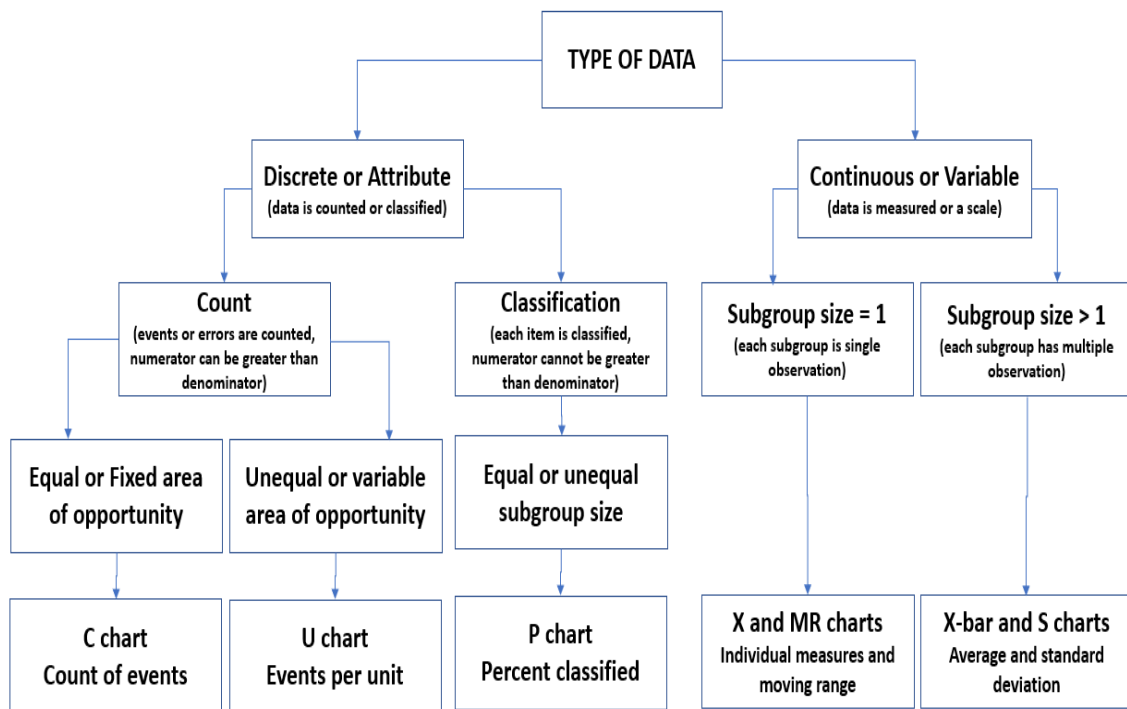 TYPE OF DATA
Discrete or Attribute
(data is counted or classified)
Continuous or Variable
(data is measured or a scale)
Count
(events or errors are counted,
numerator can be greater than
denominator)
Classification
(each item is classified,
numerator cannot be greater
than denominator)
Subgroup size = 1
(each subgroup is single
observation)
Subgroup size > 1
(each subgroup has multiple
observation)
Equal or Fixed area
of opportunity
Unequal or variable
area of opportunity
Equal or unequal
subgroup size
C chart
Count of events
U chart
Events per unit
P chart
Percent classified
X and MR charts
Individual measures and
moving range
X-bar and S charts
Average and standard
deviation